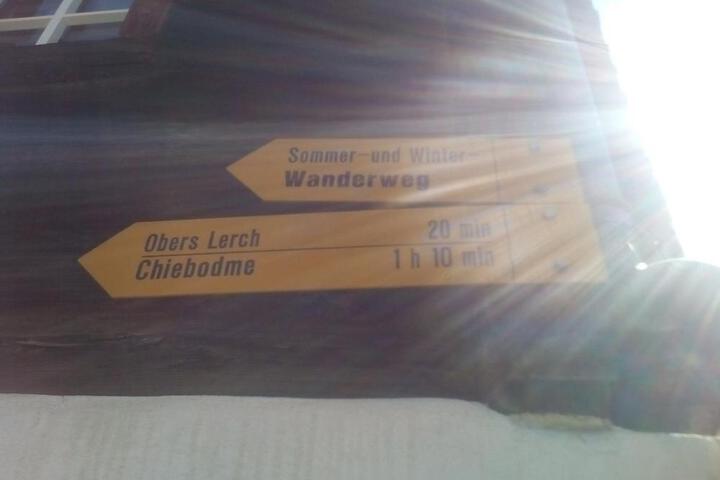 Sommer-und Winter-
Wanderweg
Obers Lerch 20 min
Chiebodme 1 h 10 min